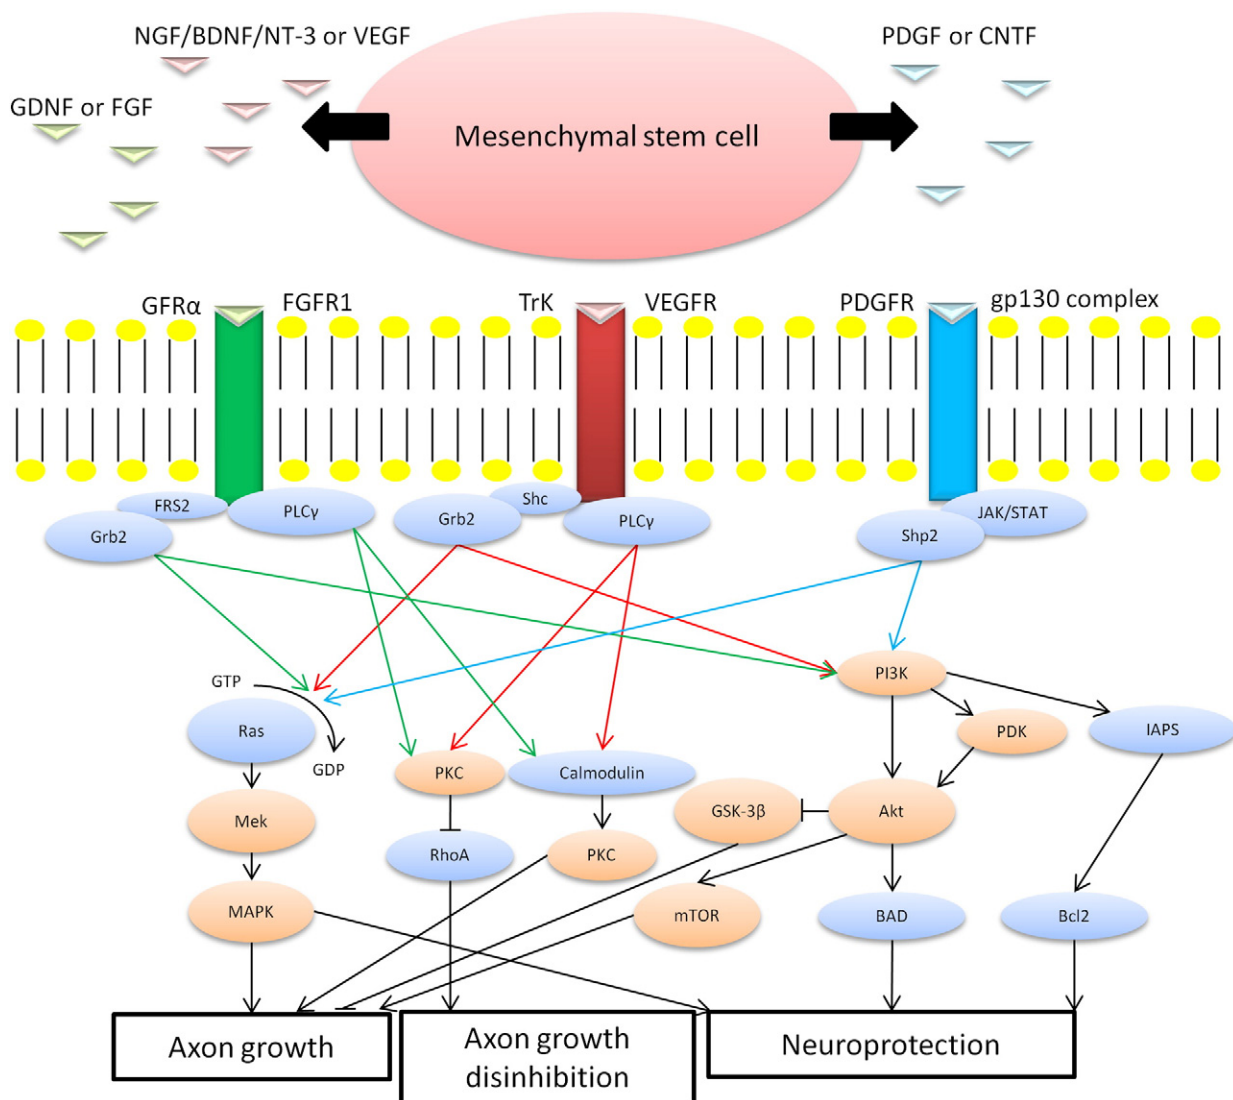 NGF/BDNF/NT-3 or VEGF
PDGF or CNTF
GDNF or FGF
Mesenchymal stem cell
GFRα
FGFR1
TrK
VEGFR
PDGFR
gp130 complex
FRS2
Grb2
PLCγ
Shc
Grb2
PLCγ
JAK/STAT
Shp2
GTP
Ras
GDP
PI3K
PDK
IAPS
PKC
Calmodulin
Mek
GSK-3β
Akt
RhoA
PKC
MAPK
mTOR
BAD
Bcl2
Axon growth
Axon growth
disinhibition
Neuroprotection